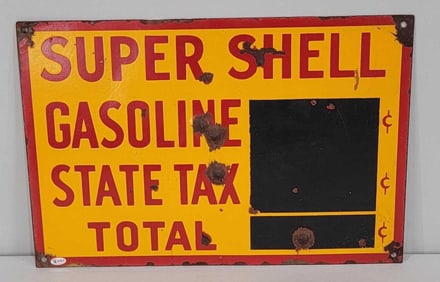 SUPER SHELL
GASOLINE ¢
STATE TAX ¢
TOTAL ¢